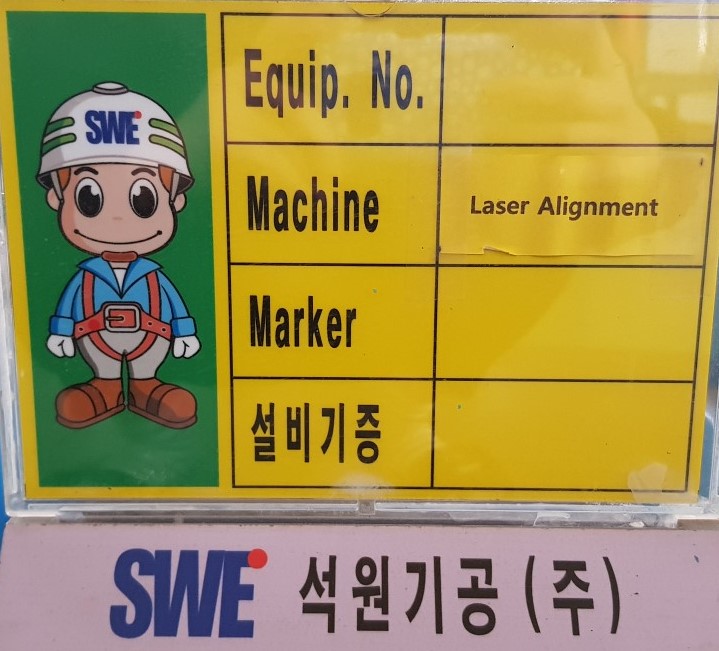 SWE
Equip. No.
Machine Laser Alignment
Marker
설비기증
SWE 석원기공 (주)